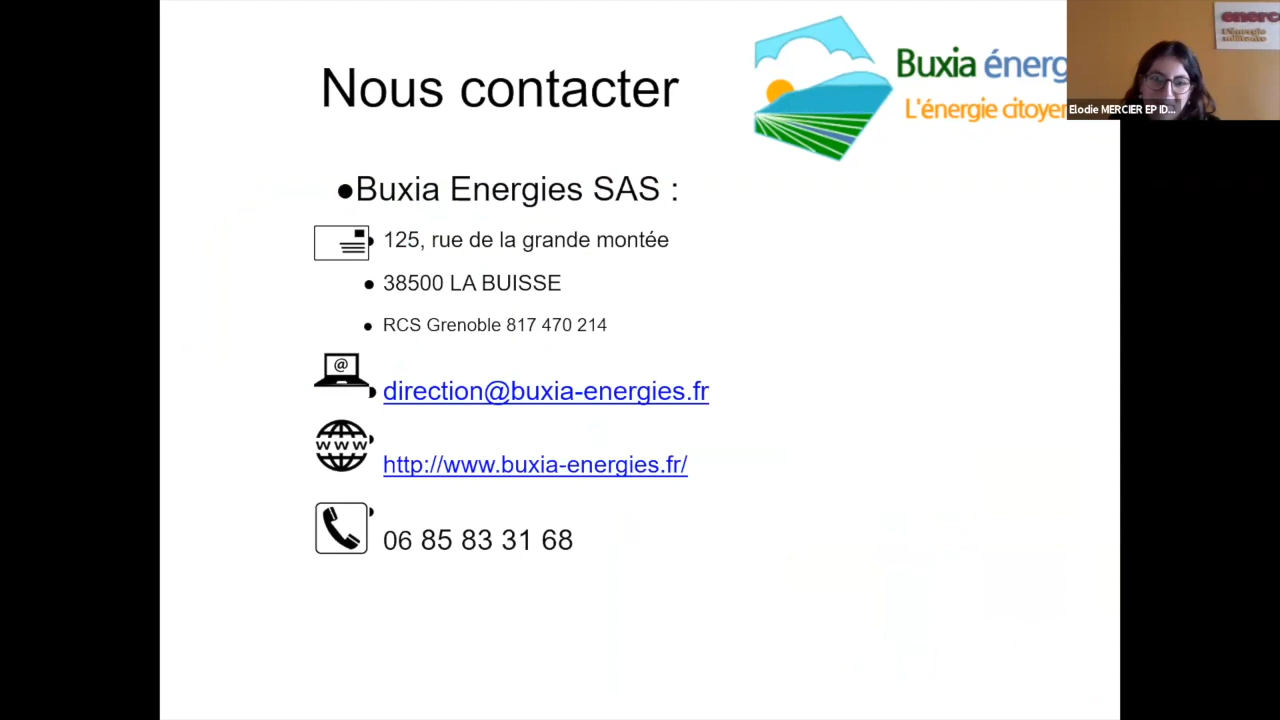 Nous contacter
Buxia énerg
L'énergie citoyen
Elodie MERCIER EP ID...
●Buxia Energies SAS :
125, rue de la grande montée
● 38500 LA BUISSE
● RCS Grenoble 817 470 214
@
direction@buxia-energies.fr
www
http://www.buxia-energies.fr/
06 85 83 31 68